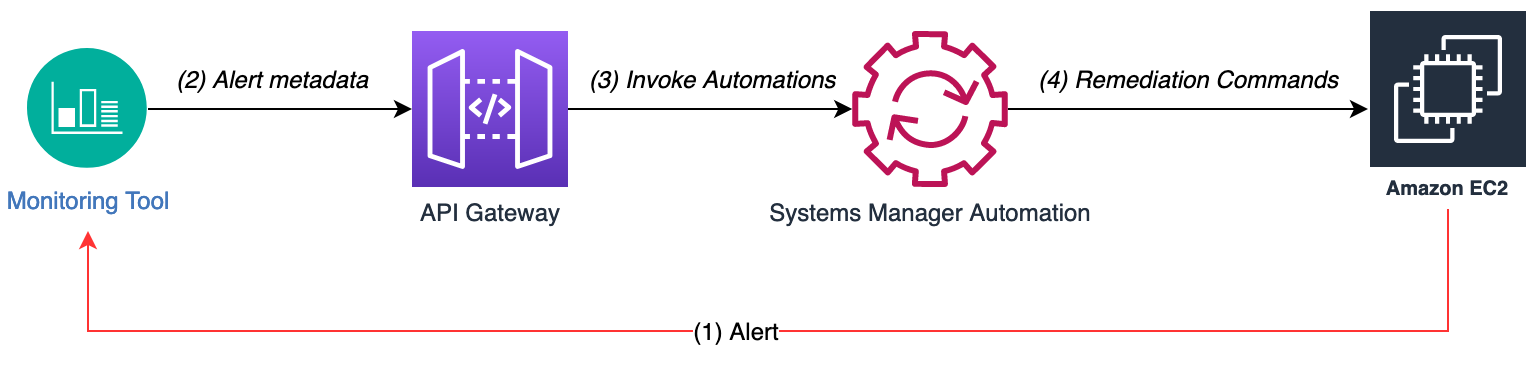 (2) Alert metadata
(3) Invoke Automations
(4) Remediation Commands
</>
Monitoring Tool
API Gateway
Systems Manager Automation
Amazon EC2
(1) Alert